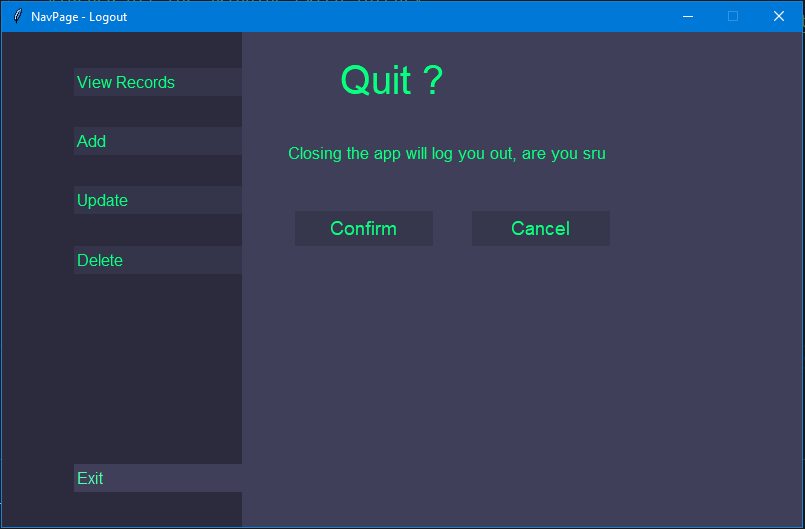 NavPage - Logout
View Records
Add
Update
Delete
Exit
Quit ?
Closing the app will log you out, are you sru
Confirm
Cancel